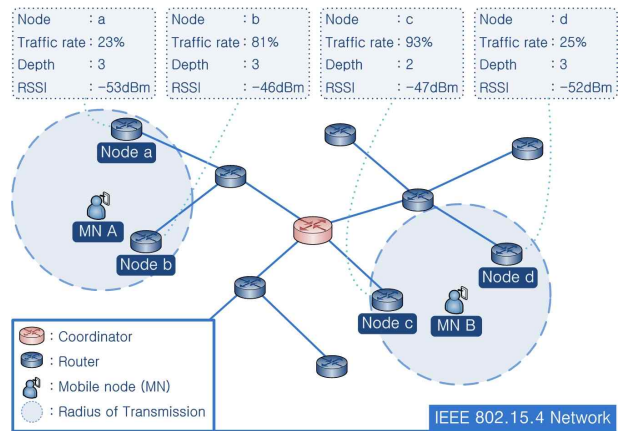 Node : a
Traffic rate : 23%
Depth : 3
RSSI : -53dBm
Node : b
Traffic rate : 81%
Depth : 3
RSSI : -46dBm
Node : c
Traffic rate : 93%
Depth : 2
RSSI : -47dBm
Node : d
Traffic rate : 25%
Depth : 3
RSSI : -52dBm
Node a
MN A
Node b
Node d
Node c
MN B
: Coordinator
: Router
: Mobile node (MN)
: Radius of Transmission
IEEE 802.15.4 Network